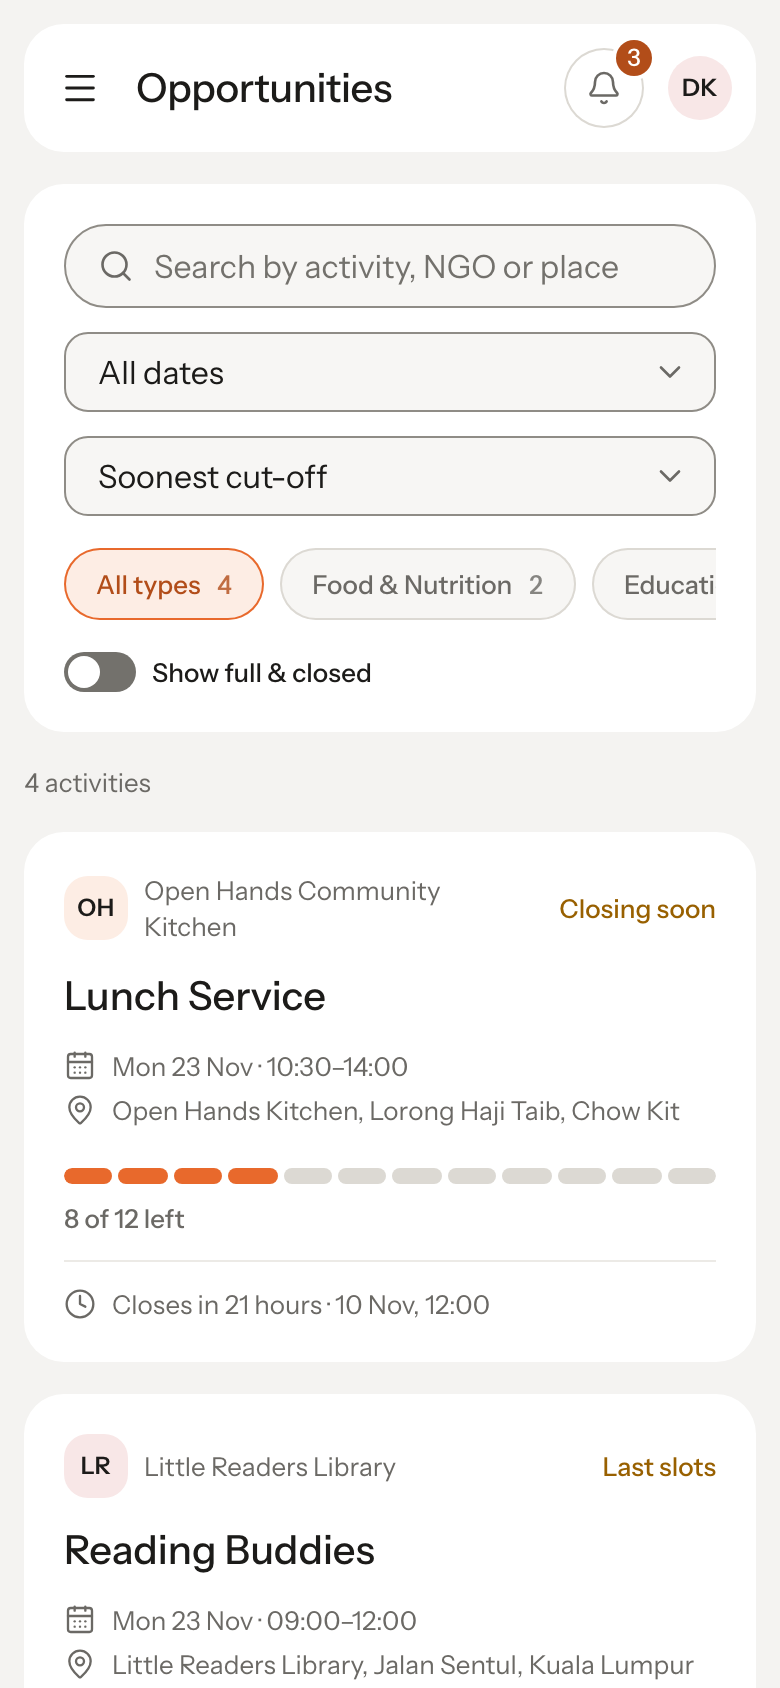 Opportunities
3
DK
Search by activity, NGO or place
All dates
Soonest cut-off
All types 4
Food & Nutrition 2
Educati
Show full & closed
4 activities
OH
Open Hands Community
Kitchen
Closing soon
Lunch Service
Mon 23 Nov · 10:30–14:00
Open Hands Kitchen, Lorong Haji Taib, Chow Kit
8 of 12 left
Closes in 21 hours · 10 Nov, 12:00
LR
Little Readers Library
Last slots
Reading Buddies
Mon 23 Nov · 09:00–12:00
Little Readers Library, Jalan Sentul, Kuala Lumpur